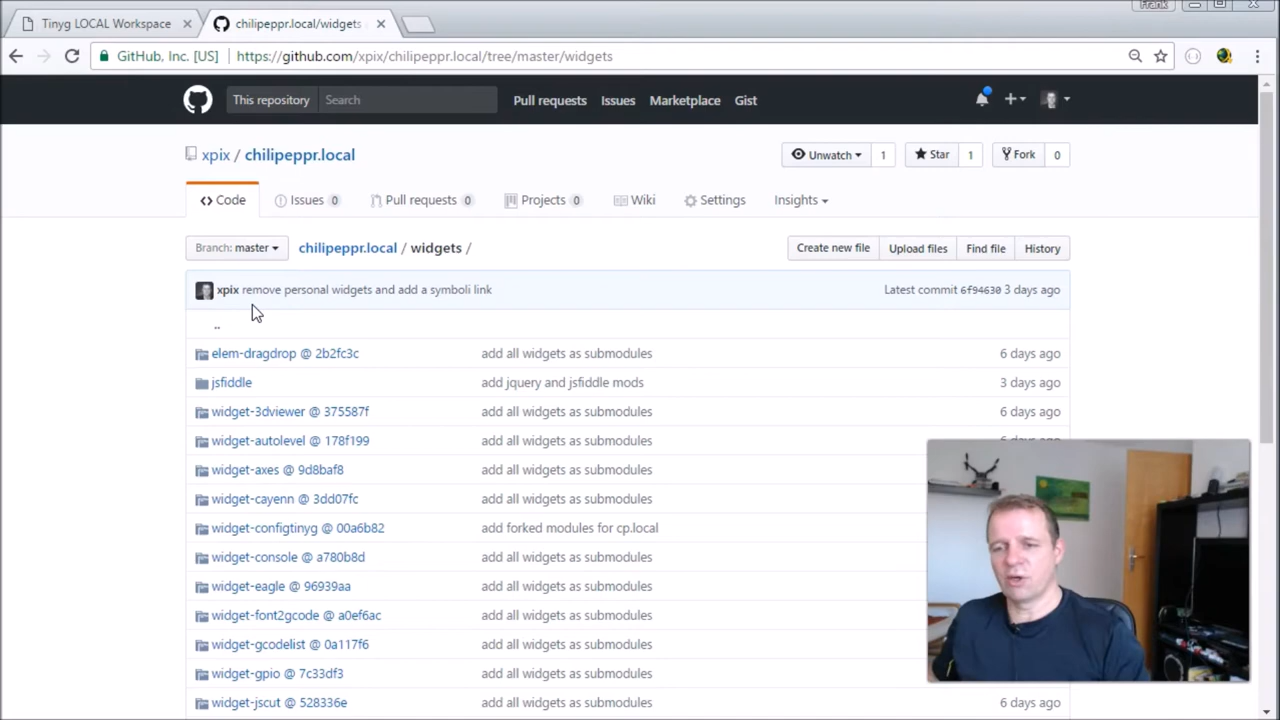 Frank
Tinyg LOCAL Workspace
chilipeppr.local/widgets
GitHub, Inc. [US]
https://github.com/xpix/chilipeppr.local/tree/master/widgets
This repository
Search
Pull requests
Issues
Marketplace
Gist
xpix / chilipeppr.local
Unwatch
1
Star
1
Fork
0
Code
Issues 0
Pull requests 0
Projects 0
Wiki
Settings
Insights
Branch: master
chilipeppr.local / widgets /
Create new file
Upload files
Find file
History
xpix remove personal widgets and add a symboli link
Latest commit 6f94630 3 days ago
..
elem-dragdrop @ 2b2fc3c add all widgets as submodules 6 days ago
jsfiddle add jquery and jsfiddle mods 3 days ago
widget-3dviewer @ 375587f add all widgets as submodules 6 days ago
widget-autolevel @ 178f199 add all widgets as submodules 6 days ago
widget-axes @ 9d8baf8 add all widgets as submodules
widget-cayenn @ 3dd07fc add all widgets as submodules
widget-configtinyg @ 00a6b82 add forked modules for cp.local
widget-console @ a780b8d add all widgets as submodules
widget-eagle @ 96939aa add all widgets as submodules
widget-font2gcode @ a0ef6ac add all widgets as submodules
widget-gcodelist @ 0a117f6 add all widgets as submodules
widget-gpio @ 7c33df3 add all widgets as submodules
widget-jscut @ 528336e add all widgets as submodules 6 days ago